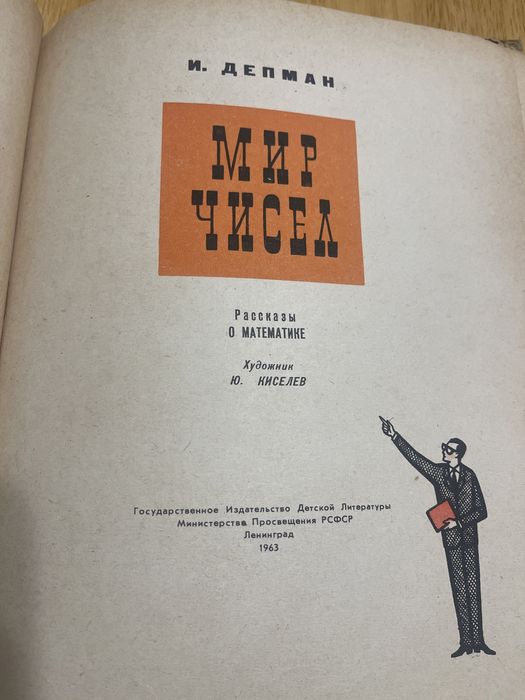 И. ДЕПМАН
МИР
ЧИСЕЛ
Рассказы
О МАТЕМАТИКЕ
Художник
Ю. КИСЕЛЕВ
Государственное Издательство Детской Литературы
Министерства Просвещения РСФСР
Ленинград
1963